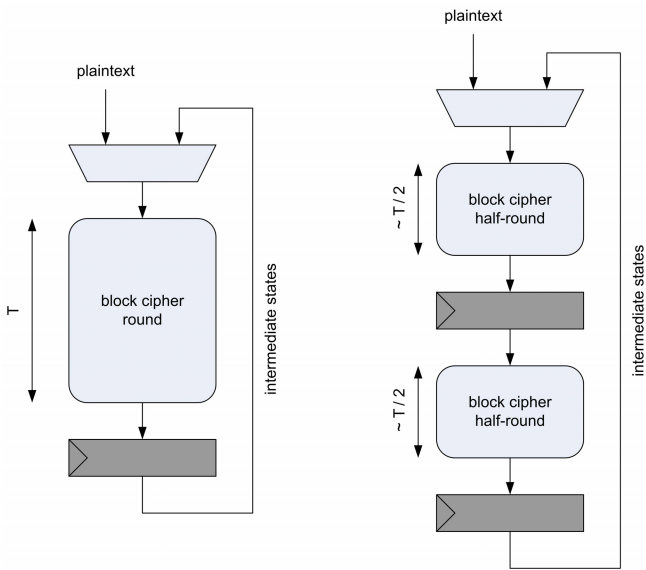 plaintext
T
block cipher
round
intermediate states
plaintext
~ T / 2
block cipher
half-round
~ T / 2
block cipher
half-round
intermediate states